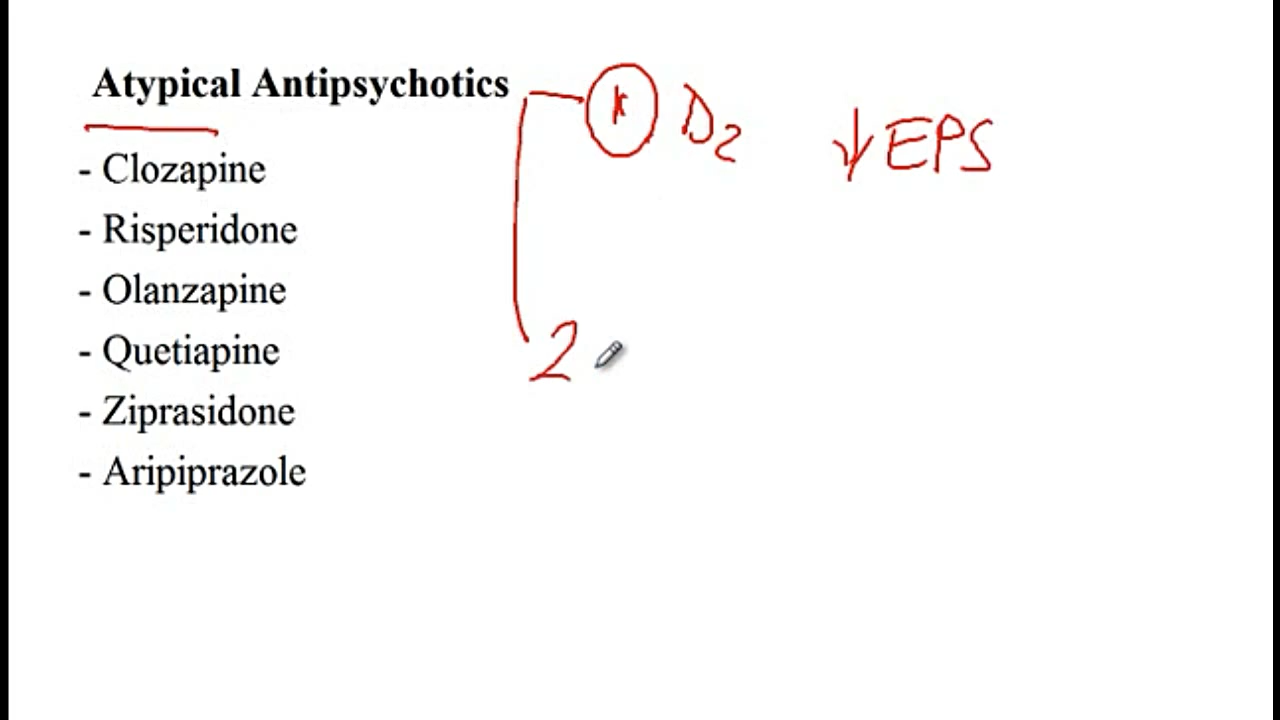 Atypical Antipsychotics
D2
↓ EPS
- Clozapine
- Risperidone
- Olanzapine
- Quetiapine
2
- Ziprasidone
- Aripiprazole